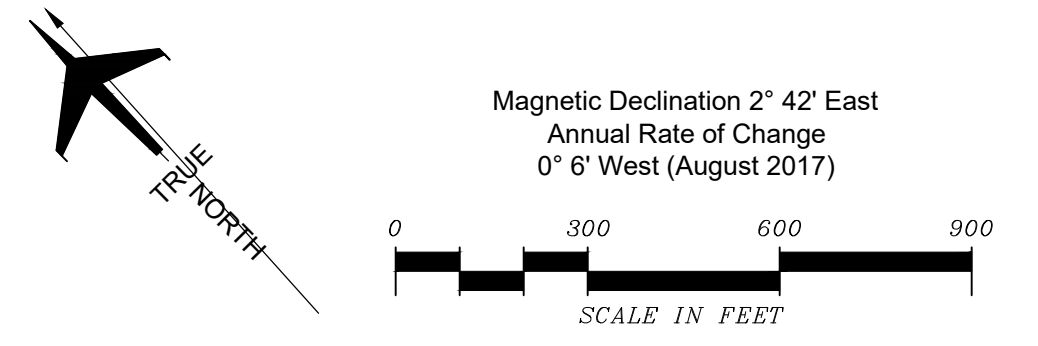 TRUE
NORTH
Magnetic Declination 2° 42' East
Annual Rate of Change
0° 6' West (August 2017)
0 300 600 900
SCALE IN FEET